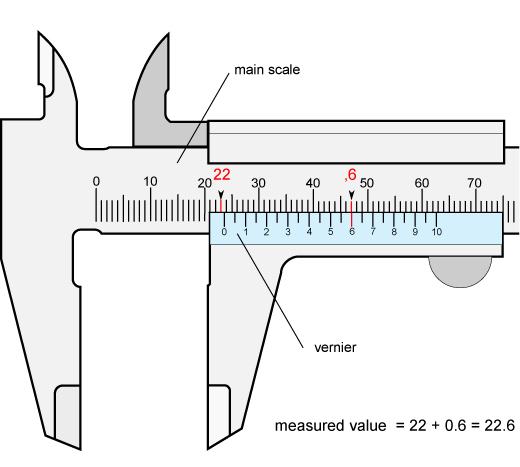 main scale
22 ,6
0 10 20 30 40 50 60 70
0 1 2 3 4 5 6 7 8 9 10
vernier
measured value = 22 + 0.6 = 22.6